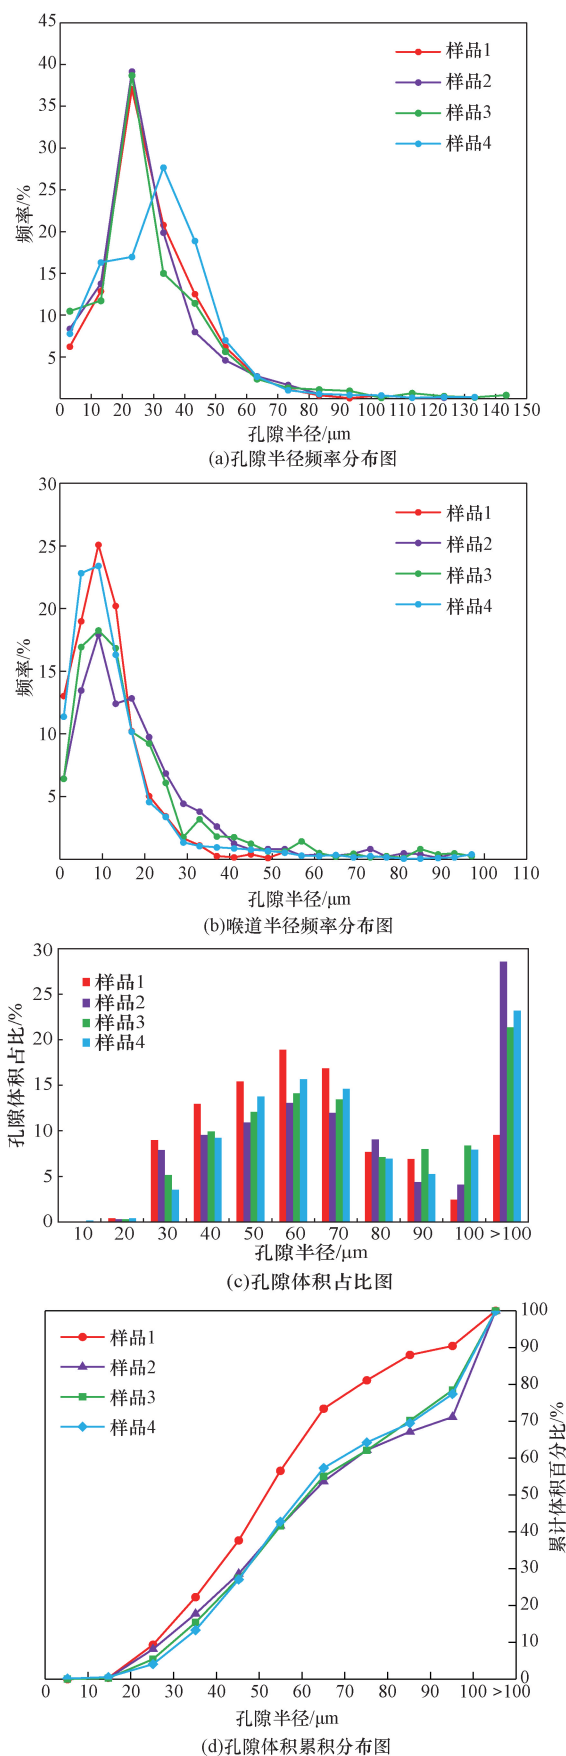 45
40
35
30
25
20
15
10
5
频率/%
样品1
样品2
样品3
样品4
0 10 20 30 40 50 60 70 80 90 100 110 120 130 140 150
孔隙半径/μm
(a)孔隙半径频率分布图
30
25
20
15
10
5
频率/%
样品1
样品2
样品3
样品4
0 10 20 30 40 50 60 70 80 90 100 110
孔隙半径/μm
(b)喉道半径频率分布图
30
25
20
15
10
5
0
孔隙体积占比/%
样品1
样品2
样品3
样品4
10 20 30 40 50 60 70 80 90 100 >100
孔隙半径/μm
(c)孔隙体积占比图
样品1
样品2
样品3
样品4
100
90
80
70
60
50
40
30
20
10
0
累计体积百分比/%
0 10 20 30 40 50 60 70 80 90 100 >100
孔隙半径/μm
(d)孔隙体积累积分布图